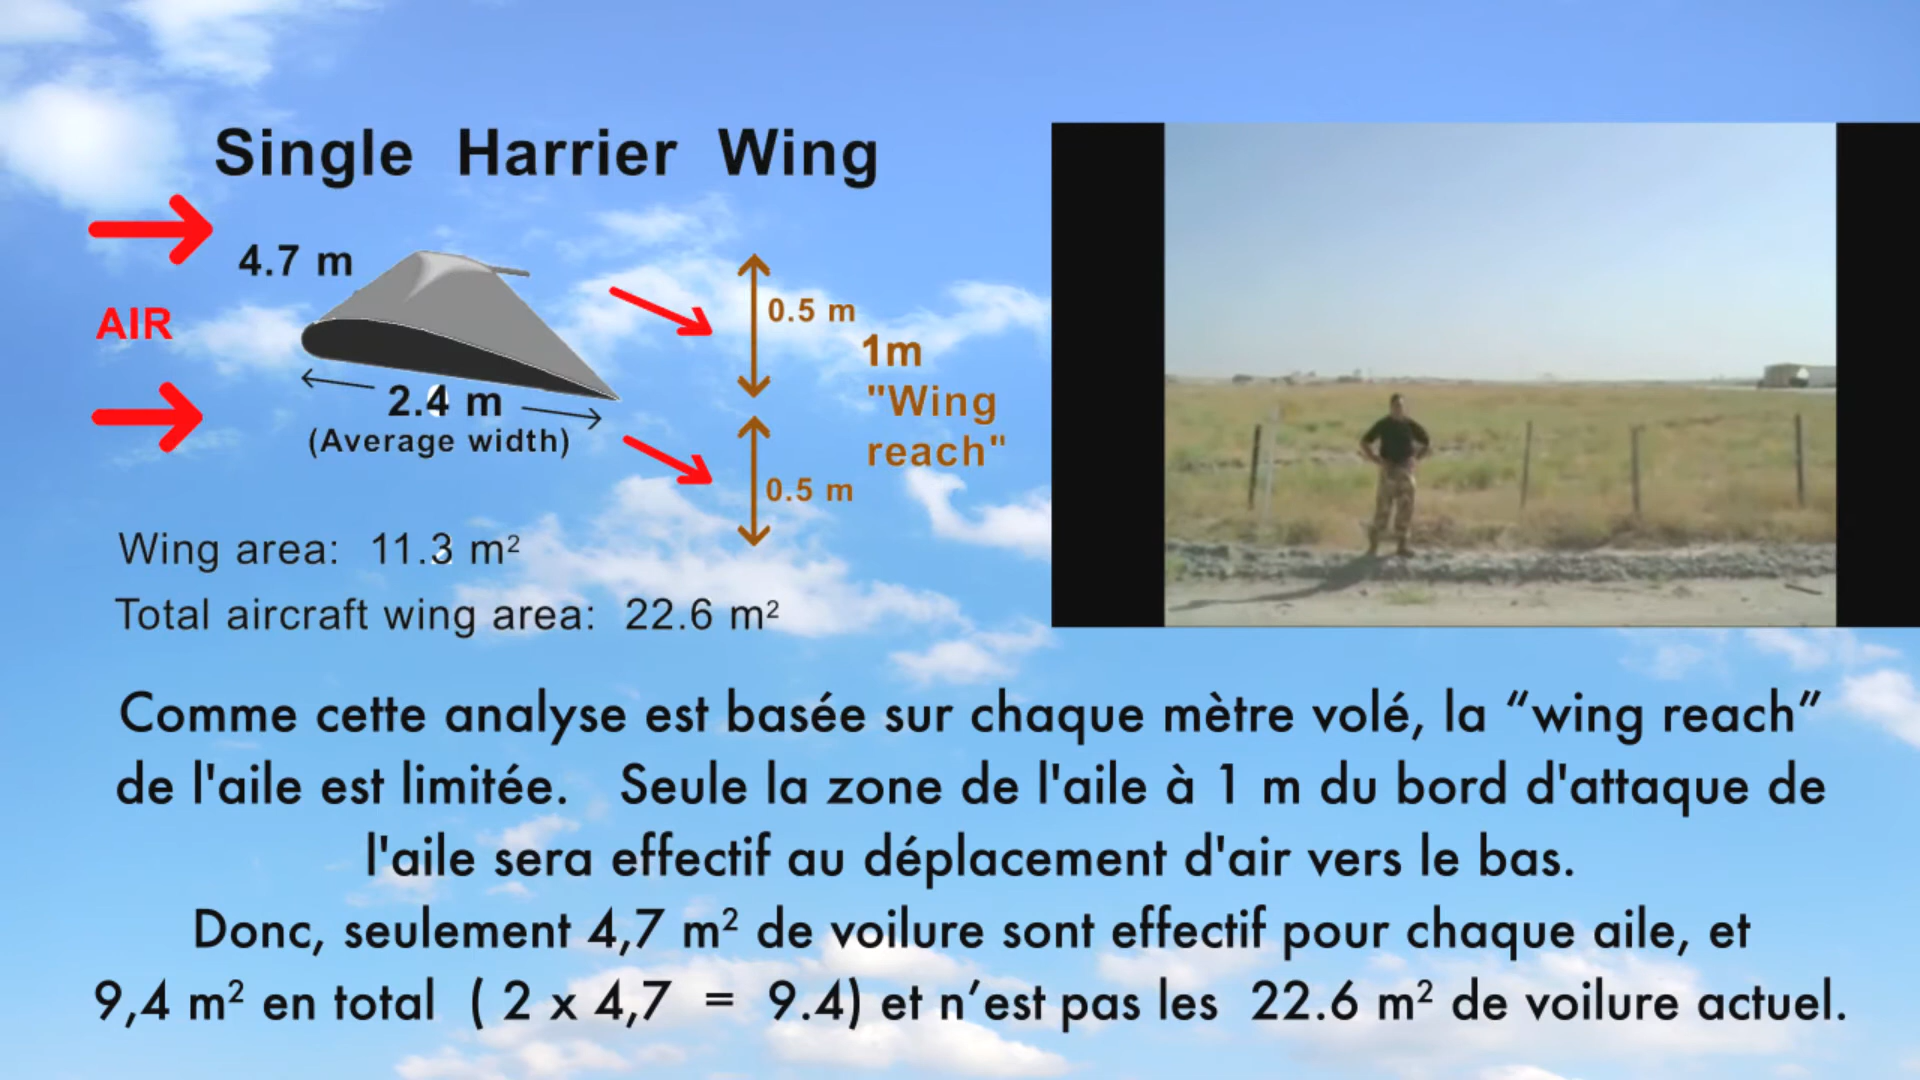 Single Harrier Wing
4.7 m
AIR
0.5 m
1m
"Wing
reach"
2.4 m
(Average width)
0.5 m
Wing area: 11.3 m²
Total aircraft wing area: 22.6 m²
Comme cette analyse est basée sur chaque mètre volé, la “wing reach”
de l'aile est limitée. Seule la zone de l'aile à 1 m du bord d'attaque de
l'aile sera effectif au déplacement d'air vers le bas.
Donc, seulement 4,7 m² de voilure sont effectif pour chaque aile, et
9,4 m² en total ( 2 x 4,7 = 9.4) et n’est pas les 22.6 m² de voilure actuel.